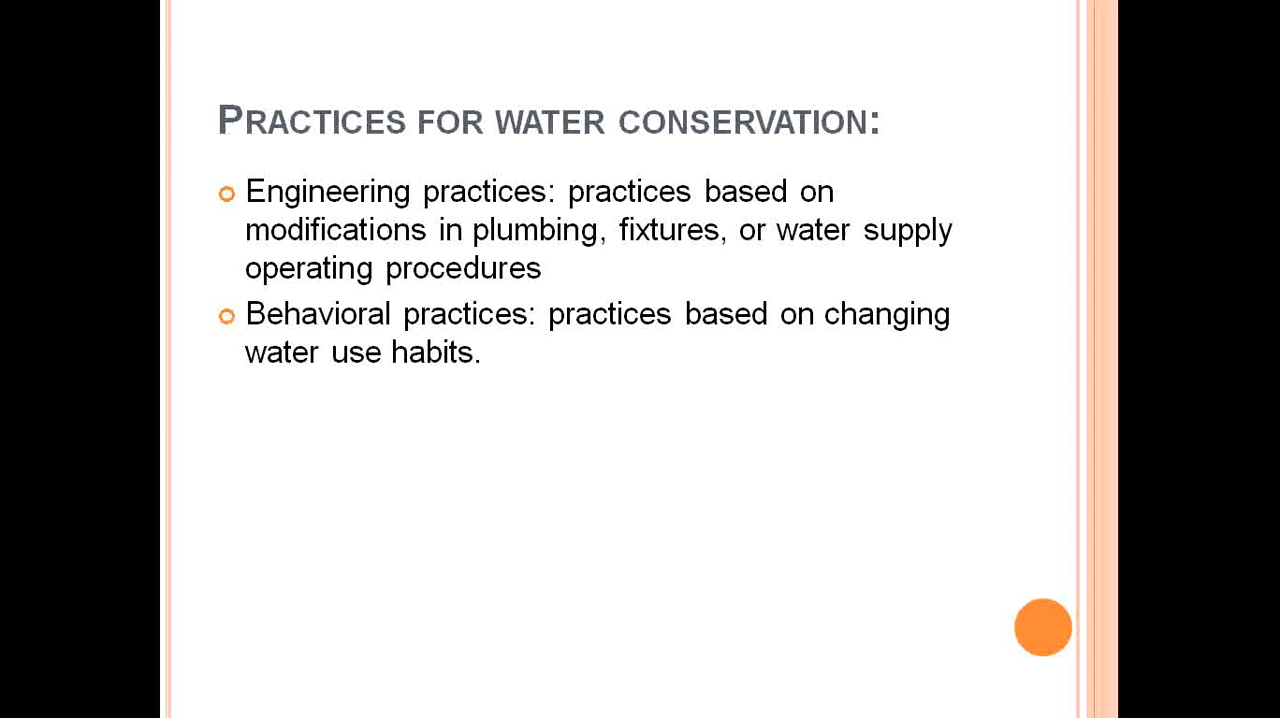 PRACTICES FOR WATER CONSERVATION:
Engineering practices: practices based on
modifications in plumbing, fixtures, or water supply
operating procedures
Behavioral practices: practices based on changing
water use habits.